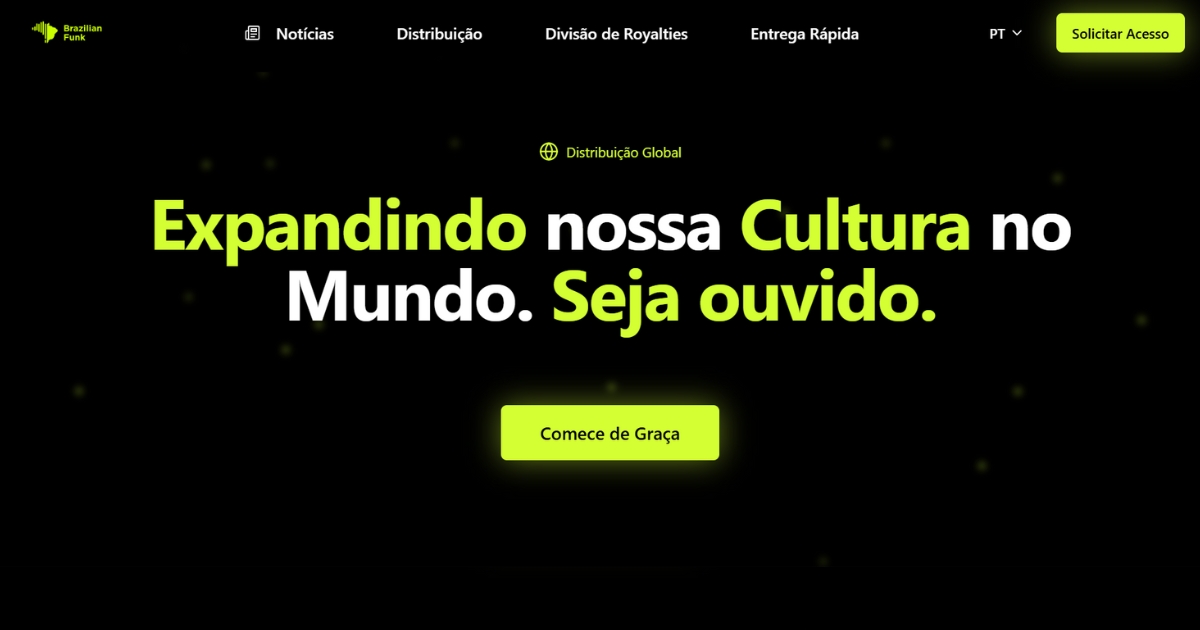 Brazilian
Funk
Notícias
Distribuição
Divisão de Royalties
Entrega Rápida
PT
Solicitar Acesso
Distribuição Global
Expandindo nossa Cultura no
Mundo. Seja ouvido.
Comece de Graça